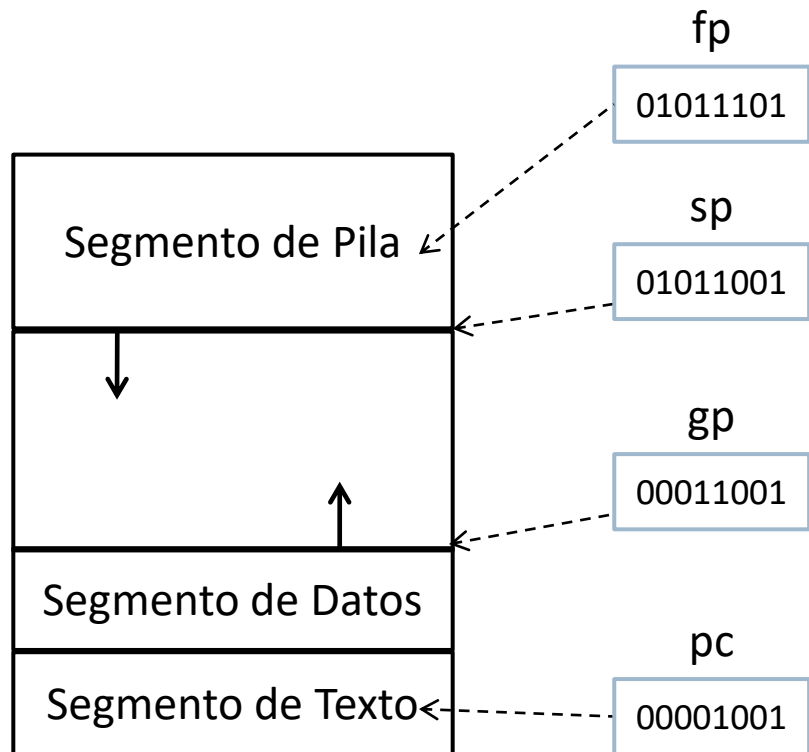 fp
01011101
Segmento de Pila
sp
01011001
gp
00011001
Segmento de Datos
pc
Segmento de Texto
00001001